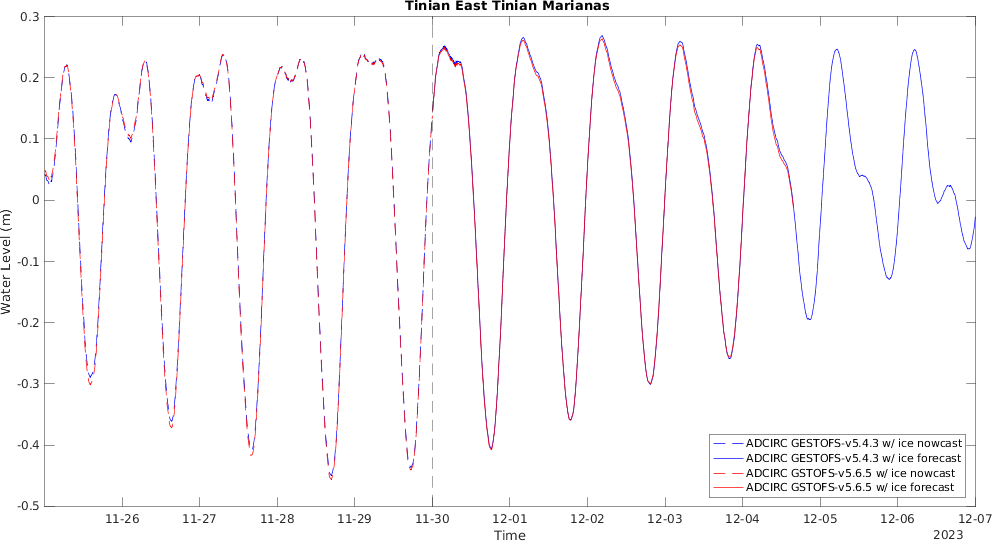 Tinian East Tinian Marianas
0.3
0.2
0.1
0
-0.1
-0.2
-0.3
-0.4
-0.5
Water Level (m)
11-26 11-27 11-28 11-29 11-30 12-01 12-02 12-03 12-04 12-05 12-06 12-07
Time
2023
ADCIRC GESTOFS-v5.4.3 w/ ice nowcast
ADCIRC GESTOFS-v5.4.3 w/ ice forecast
ADCIRC GSTOFS-v5.6.5 w/ ice nowcast
ADCIRC GSTOFS-v5.6.5 w/ ice forecast